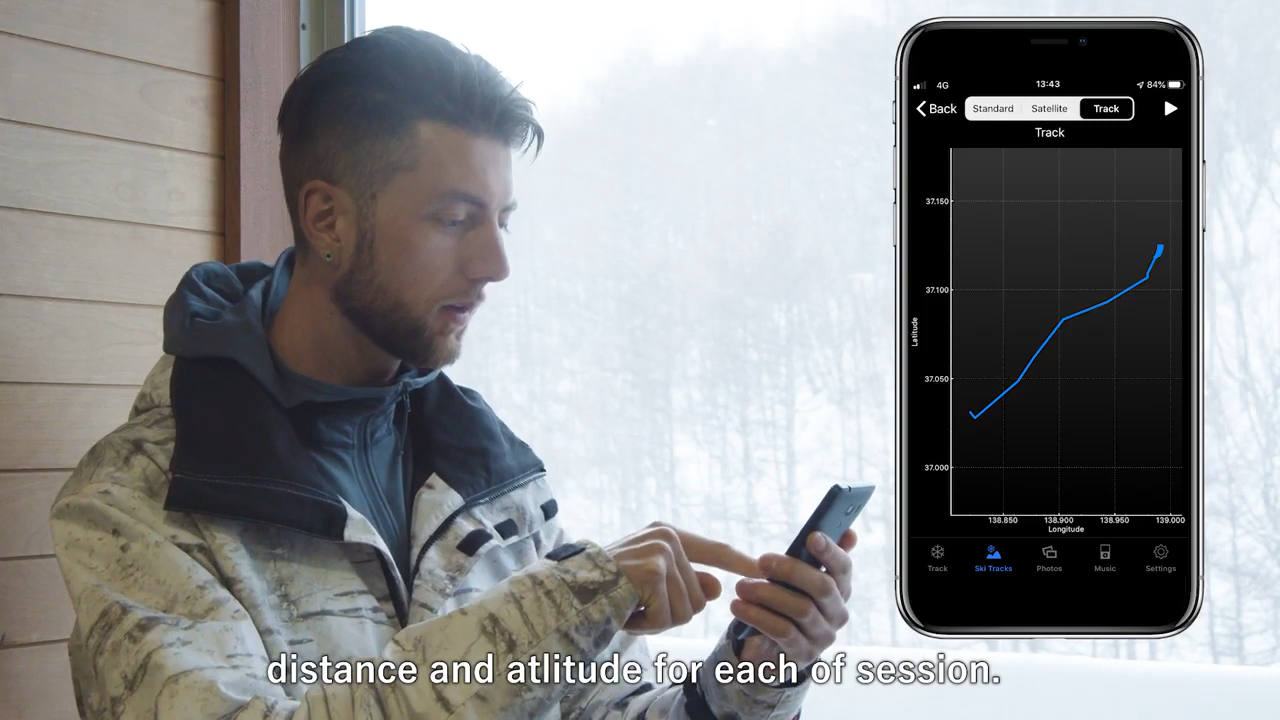 4G 13:43 84%
Back Standard Satellite Track
Track
37.150
37.100
37.050
37.000
Latitude
138.850 138.900 138.950 139.000
Longitude
Track Ski Tracks Photos Music Settings
distance and atlitude for each of session.